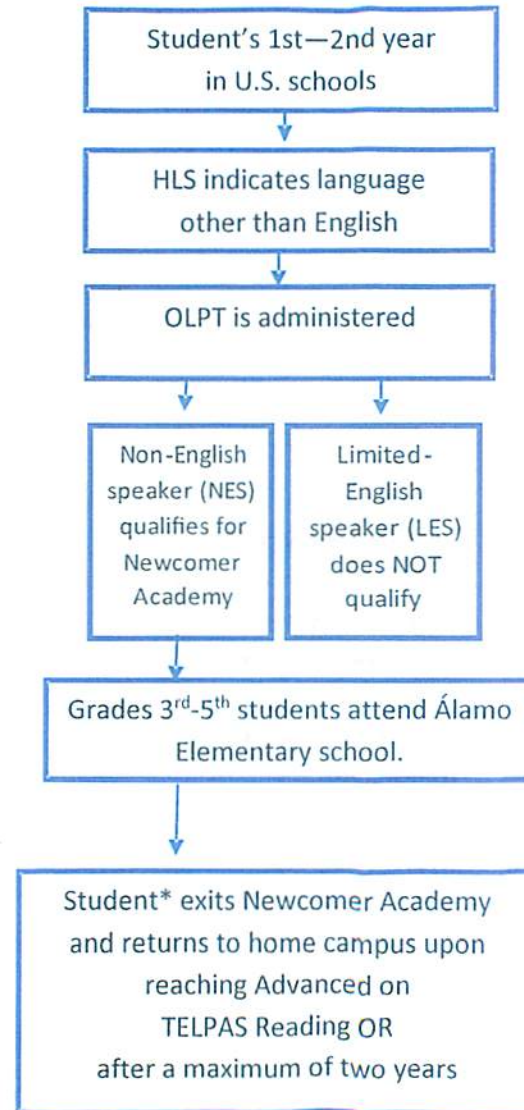 Student's 1st—2nd year
in U.S. schools
HLS indicates language
other than English
OLPT is administered
Non-English
speaker (NES)
qualifies for
Newcomer
Academy
Limited-
English
speaker (LES)
does NOT
qualify
Grades 3rd-5th students attend Álamo
Elementary school.
Student* exits Newcomer Academy
and returns to home campus upon
reaching Advanced on
TELPAS Reading OR
after a maximum of two years